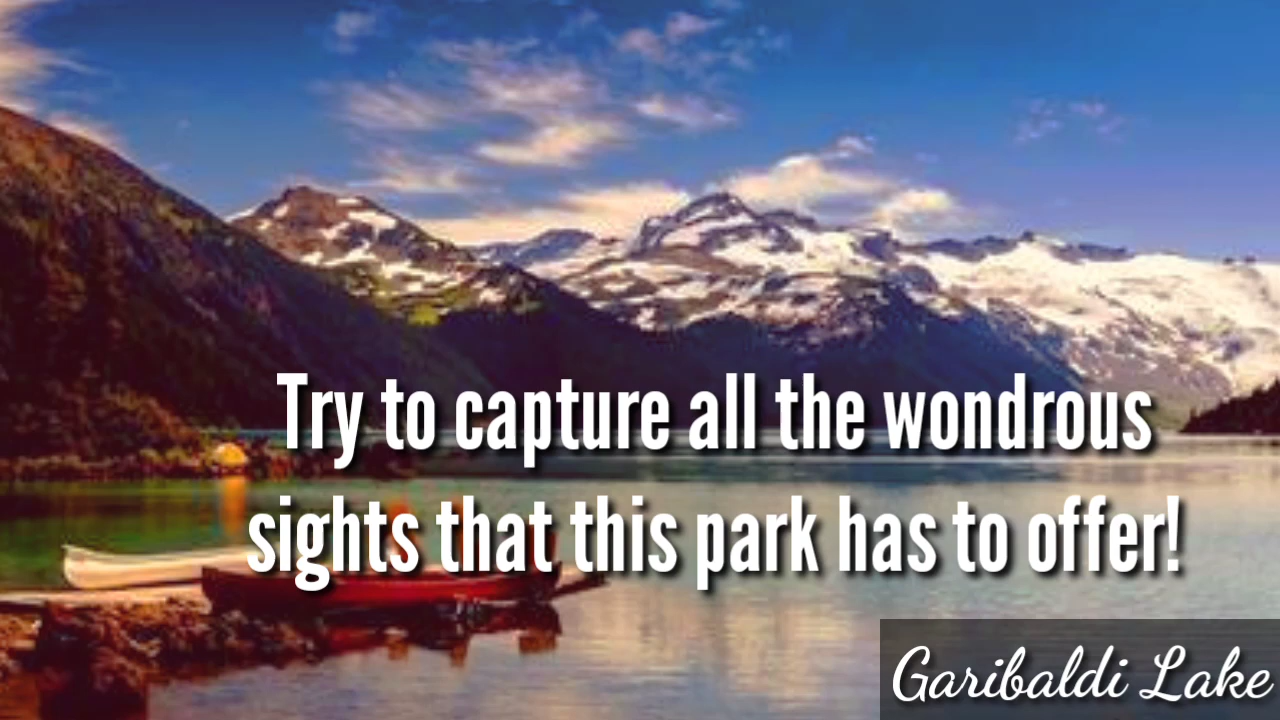 Try to capture all the wondrous
sights that this park has to offer!
Garibaldi Lake